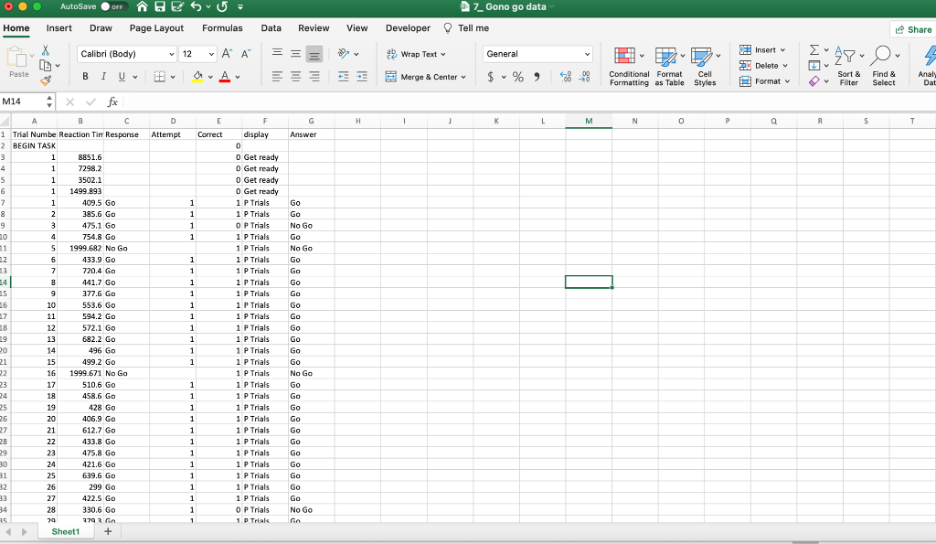 AutoSave OFF 7_ Gono go data
Home Insert Draw Page Layout Formulas Data Review View Developer Tell me Share
Paste Calibri (Body) 12 A A Wrap Text General Insert
B I U A Merge & Center $ % Conditional Formatting Format as Table Cell Styles Delete Format Sort & Filter Find & Select
M14 fx
A B C D E F G H I J K L M N O P Q R S T
1 Trial Numbe Reaction Tim Response Attempt Correct display Answer
2 BEGIN TASK 0
3 1 8851.6 0 Get ready
4 1 7298.2 0 Get ready
5 1 3502.1 0 Get ready
6 1 1499.893 0 Get ready
7 1 409.5 Go 1 1 P Trials Go
8 2 385.6 Go 1 1 P Trials Go
9 3 475.1 Go 1 0 P Trials No Go
10 4 754.8 Go 1 1 P Trials Go
11 5 1999.682 No Go 1 P Trials No Go
12 6 433.9 Go 1 1 P Trials Go
13 7 720.4 Go 1 1 P Trials Go
14 8 441.7 Go 1 1 P Trials Go
15 9 377.6 Go 1 1 P Trials Go
16 10 553.6 Go 1 1 P Trials Go
17 11 594.2 Go 1 1 P Trials Go
18 12 572.1 Go 1 1 P Trials Go
19 13 682.2 Go 1 1 P Trials Go
20 14 496 Go 1 1 P Trials Go
21 15 499.2 Go 1 1 P Trials Go
22 16 1999.671 No Go 1 P Trials No Go
23 17 510.6 Go 1 1 P Trials Go
24 18 458.6 Go 1 1 P Trials Go
25 19 428 Go 1 1 P Trials Go
26 20 406.9 Go 1 1 P Trials Go
27 21 612.7 Go 1 1 P Trials Go
28 22 433.8 Go 1 1 P Trials Go
29 23 475.8 Go 1 1 P Trials Go
30 24 421.6 Go 1 1 P Trials Go
31 25 639.6 Go 1 1 P Trials Go
32 26 299 Go 1 1 P Trials Go
33 27 422.5 Go 1 1 P Trials Go
34 28 330.6 Go 1 0 P Trials No Go
35 29 379.3 Go 1 1 P Trials Go
Sheet1 +